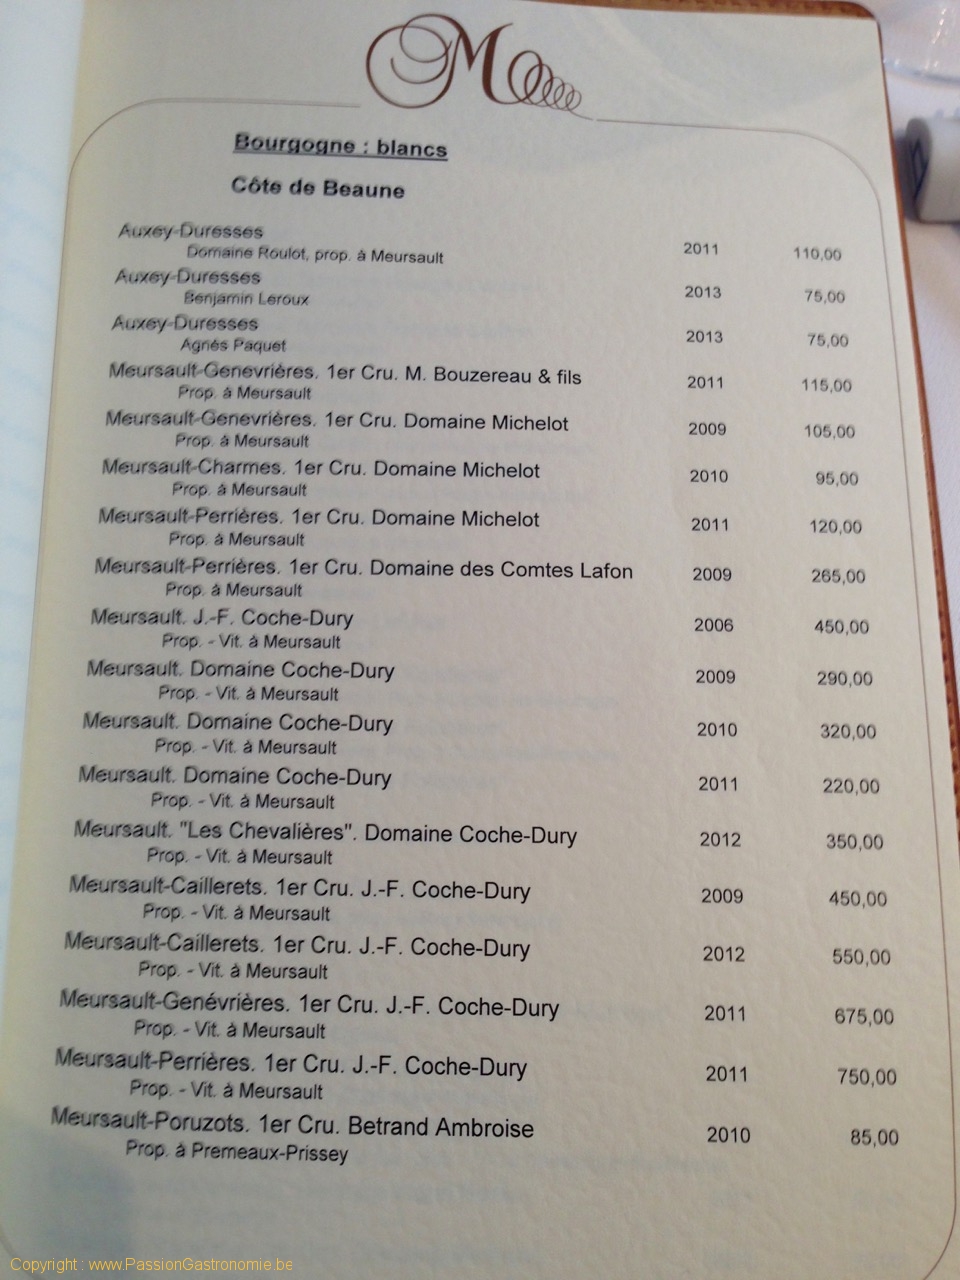 M
Bourgogne : blancs
Côte de Beaune
Auxey-Duresses
Domaine Roulot, prop. à Meursault 2011 110,00
Auxey-Duresses
Benjamin Leroux 2013 75,00
Auxey-Duresses
Agnès Paquet 2013 75,00
Meursault-Genevrières. 1er Cru. M. Bouzereau & fils 2011 115,00
Prop. à Meursault
Meursault-Genevrières. 1er Cru. Domaine Michelot 2009 105,00
Prop. à Meursault
Meursault-Charmes. 1er Cru. Domaine Michelot 2010 95,00
Prop. à Meursault
Meursault-Perrières. 1er Cru. Domaine Michelot 2011 120,00
Prop. à Meursault
Meursault-Perrières. 1er Cru. Domaine des Comtes Lafon 2009 265,00
Prop. à Meursault
Meursault. J.-F. Coche-Dury 2006 450,00
Prop. - Vit. à Meursault
Meursault. Domaine Coche-Dury 2009 290,00
Prop. - Vit. à Meursault
Meursault. Domaine Coche-Dury 2010 320,00
Prop. - Vit. à Meursault
Meursault. Domaine Coche-Dury 2011 220,00
Prop. - Vit. à Meursault
Meursault. "Les Chevalières". Domaine Coche-Dury 2012 350,00
Prop. - Vit. à Meursault
Meursault-Caillerets. 1er Cru. J.-F. Coche-Dury 2009 450,00
Prop. - Vit. à Meursault
Meursault-Caillerets. 1er Cru. J.-F. Coche-Dury 2012 550,00
Prop. - Vit. à Meursault
Meursault-Genévrières. 1er Cru. J.-F. Coche-Dury 2011 675,00
Prop. - Vit. à Meursault
Meursault-Perrières. 1er Cru. J.-F. Coche-Dury 2011 750,00
Prop. - Vit. à Meursault
Meursault-Poruzots. 1er Cru. Betrand Ambroise 2010 85,00
Prop. à Premeaux-Prissey
Copyright : www.PassionGastronomie.be